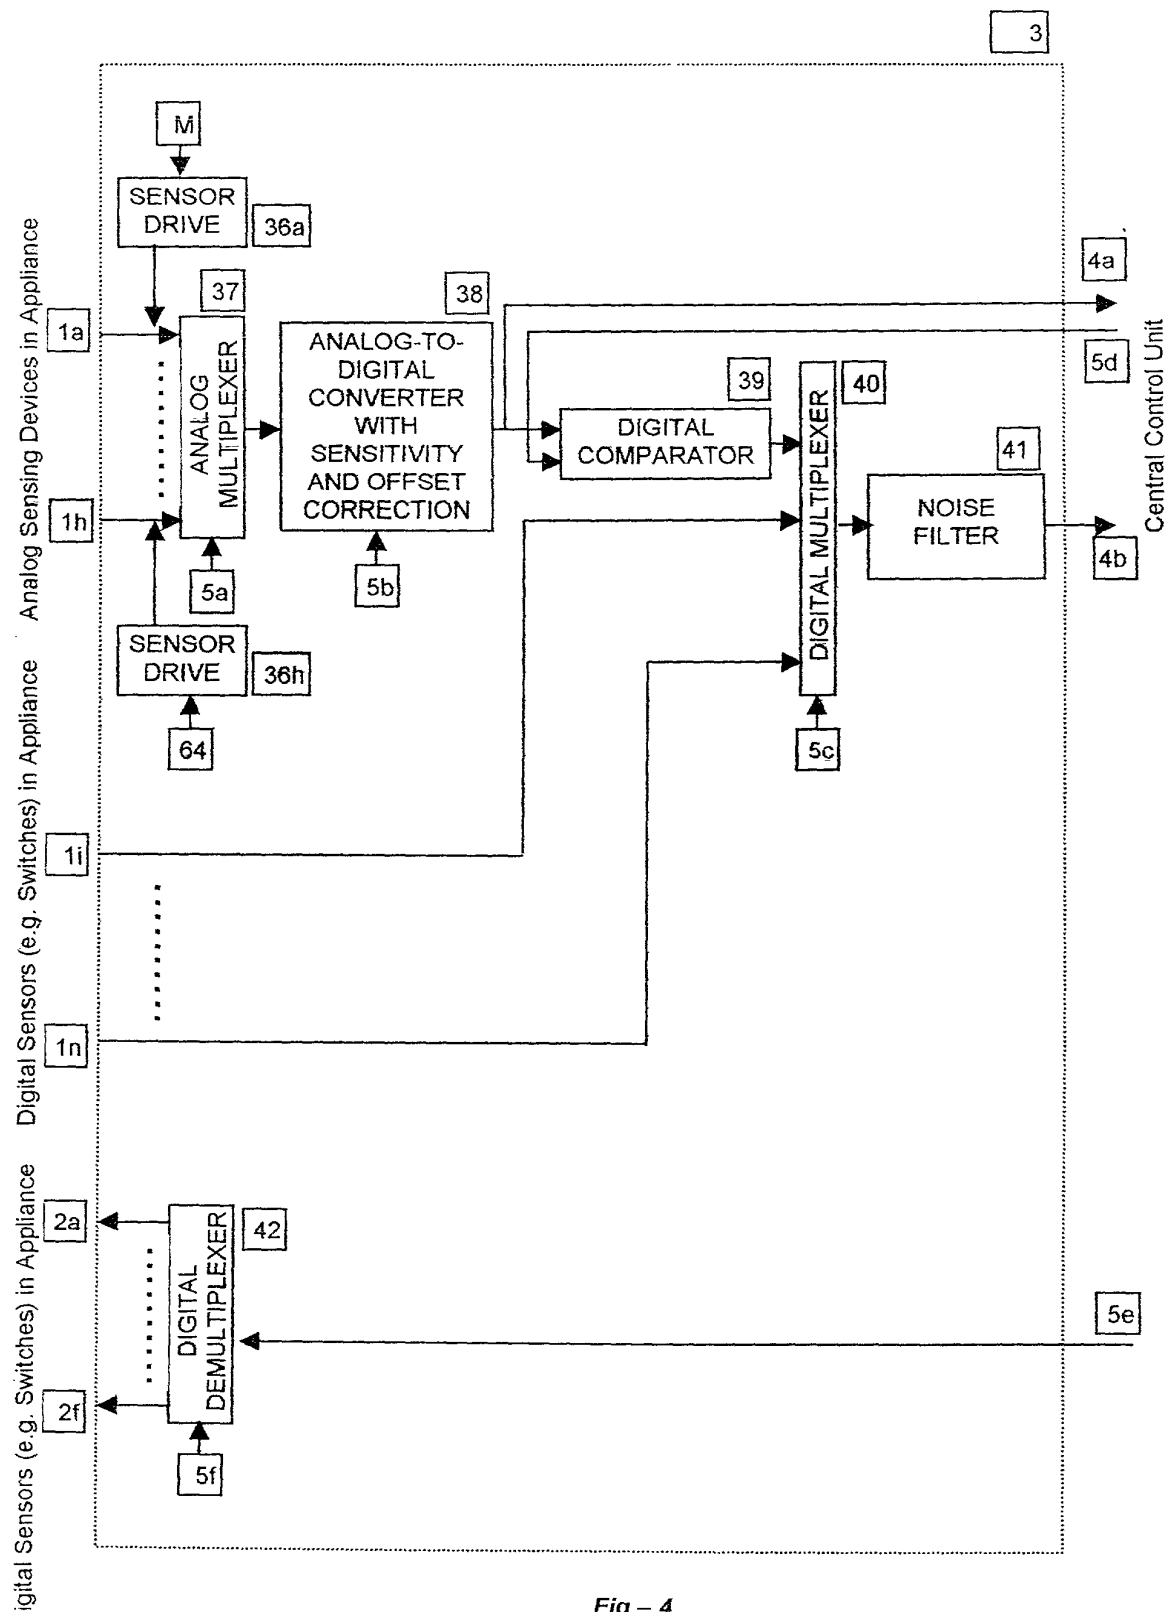 3
M
SENSOR
DRIVE
36a
37
38
4a
1a
ANALOG
MULTIPLEXER
ANALOG-TO-
DIGITAL
CONVERTER
WITH
SENSITIVITY
AND OFFSET
CORRECTION
5d
39
40
DIGITAL
COMPARATOR
DIGITAL MULTIPLEXER
41
NOISE
FILTER
1h
4b
5a
5b
SENSOR
DRIVE
36h
64
5c
1i
1n
2a
42
DIGITAL
DEMULTIPLEXER
5e
2f
5f
Analog Sensing Devices in Appliance
Digital Sensors (e.g. Switches) in Appliance
igital Sensors (e.g. Switches) in Appliance
Central Control Unit
Fig – 4